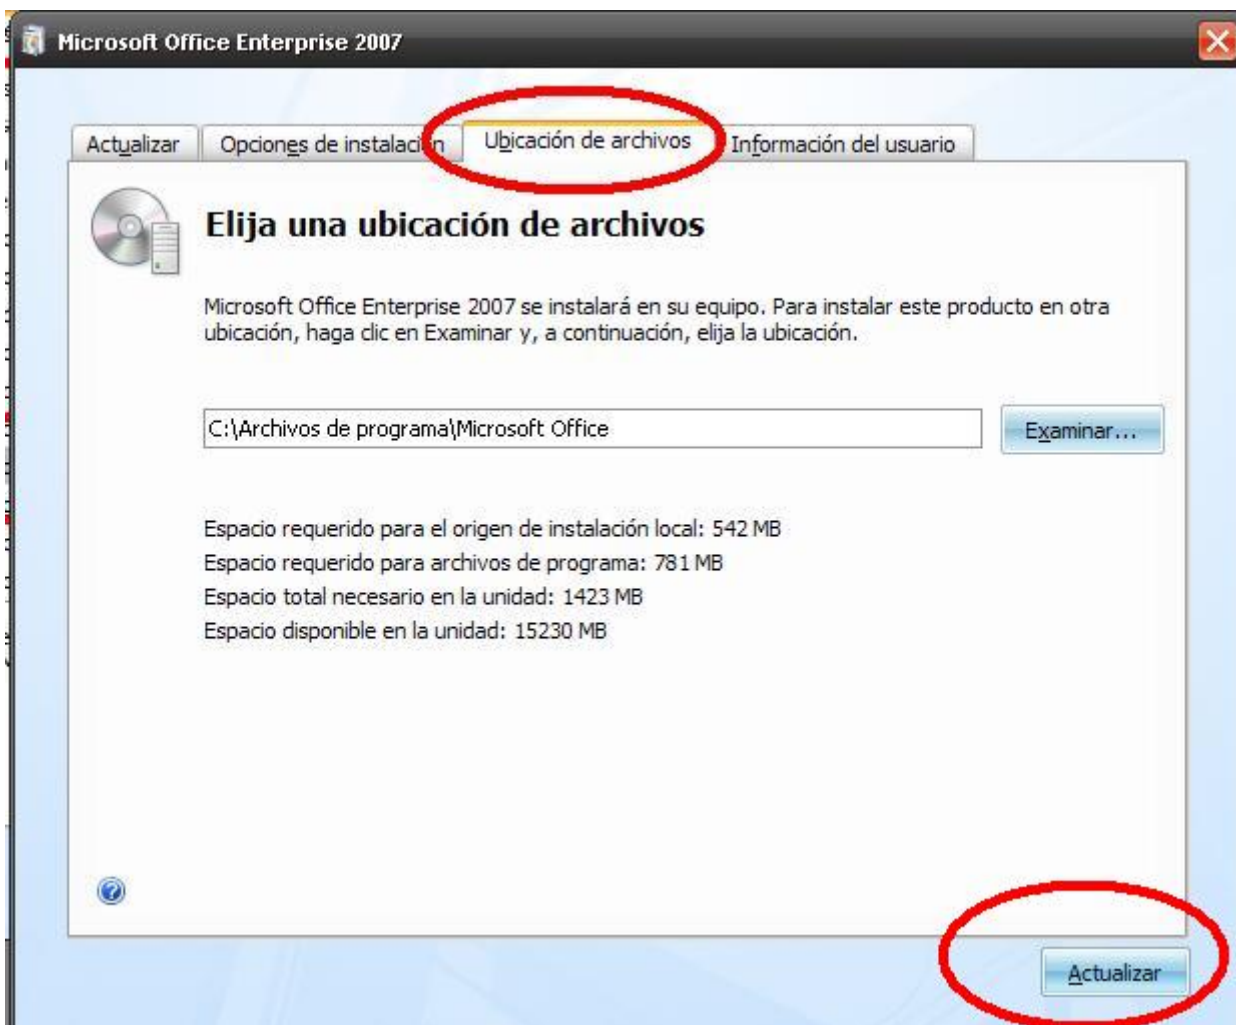 Microsoft Office Enterprise 2007
Actualizar
Opciones de instalación
Ubicación de archivos
Información del usuario
Elija una ubicación de archivos
Microsoft Office Enterprise 2007 se instalará en su equipo. Para instalar este producto en otra
ubicación, haga clic en Examinar y, a continuación, elija la ubicación.
C:\Archivos de programa\Microsoft Office
Examinar...
Espacio requerido para el origen de instalación local: 542 MB
Espacio requerido para archivos de programa: 781 MB
Espacio total necesario en la unidad: 1423 MB
Espacio disponible en la unidad: 15230 MB
Actualizar